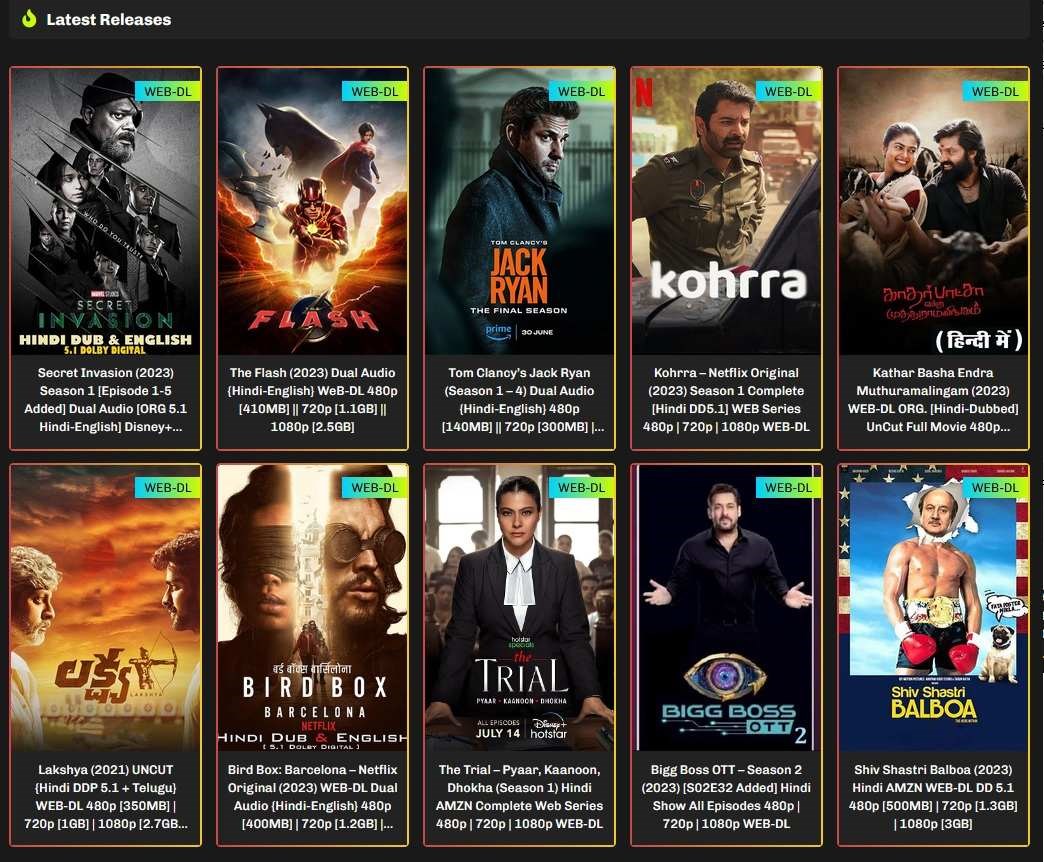 Latest Releases
WEB-DL
WHO DO YOU TRUST
MARVEL STUDIOS
SECRET
INVASION
HINDI DUB & ENGLISH
5.1 DOLBY DIGITAL
Secret Invasion (2023)
Season 1 [Episode 1-5
Added] Dual Audio [ORG 5.1
Hindi-English] Disney+...
WEB-DL
FLASH
The Flash (2023) Dual Audio
{Hindi-English} WeB-DL 480p
[410MB] || 720p [1.1GB] ||
1080p [2.5GB]
WEB-DL
TOM CLANCY'S
JACK
RYAN
THE FINAL SEASON
prime | 30 JUNE
Tom Clancy's Jack Ryan
(Season 1 – 4) Dual Audio
{Hindi-English} 480p
[140MB] || 720p [300MB] |...
N
WEB-DL
kohrra
Kohrra – Netflix Original
(2023) Season 1 Complete
[Hindi DD5.1] WEB Series
480p | 720p | 1080p WEB-DL
WEB-DL
காதர்பாட்சா
என்ற
முத்துராமலிங்கம்
(हिन्दी में)
Kathar Basha Endra
Muthuramalingam (2023)
WEB-DL ORG. [Hindi-Dubbed]
UnCut Full Movie 480p...
WEB-DL
లక్ష్య
LAKSHYA
Lakshya (2021) UNCUT
{Hindi DDP 5.1 + Telugu}
WEB-DL 480p [350MB] |
720p [1GB] | 1080p [2.7GB...
WEB-DL
बर्ड बॉक्स बार्सिलोना
BIRD BOX
BARCELONA
NETFLIX
HINDI DUB & ENGLISH
[ 5.1 DOLBY DIGITAL ]
Bird Box: Barcelona – Netflix
Original (2023) WEB-DL Dual
Audio {Hindi-English} 480p
[400MB] | 720p [1.2GB] |...
WEB-DL
hotstar
specials
the
TRIAL
PYAAR • KAANOON • DHOKHA
ALL EPISODES
JULY 14
Disney+
hotstar
The Trial – Pyaar, Kaanoon,
Dhokha (Season 1) Hindi
AMZN Complete Web Series
480p | 720p | 1080p WEB-DL
WEB-DL
BIGG BOSS
OTT 2
Bigg Boss OTT – Season 2
(2023) [S02E32 Added] Hindi
Show All Episodes 480p |
720p | 1080p WEB-DL
WEB-DL
FATA POSTER
NIKLA...
Shiv Shastri
BALBOA
Shiv Shastri Balboa (2023)
Hindi AMZN WEB-DL DD 5.1
480p [500MB] | 720p [1.3GB]
| 1080p [3GB]